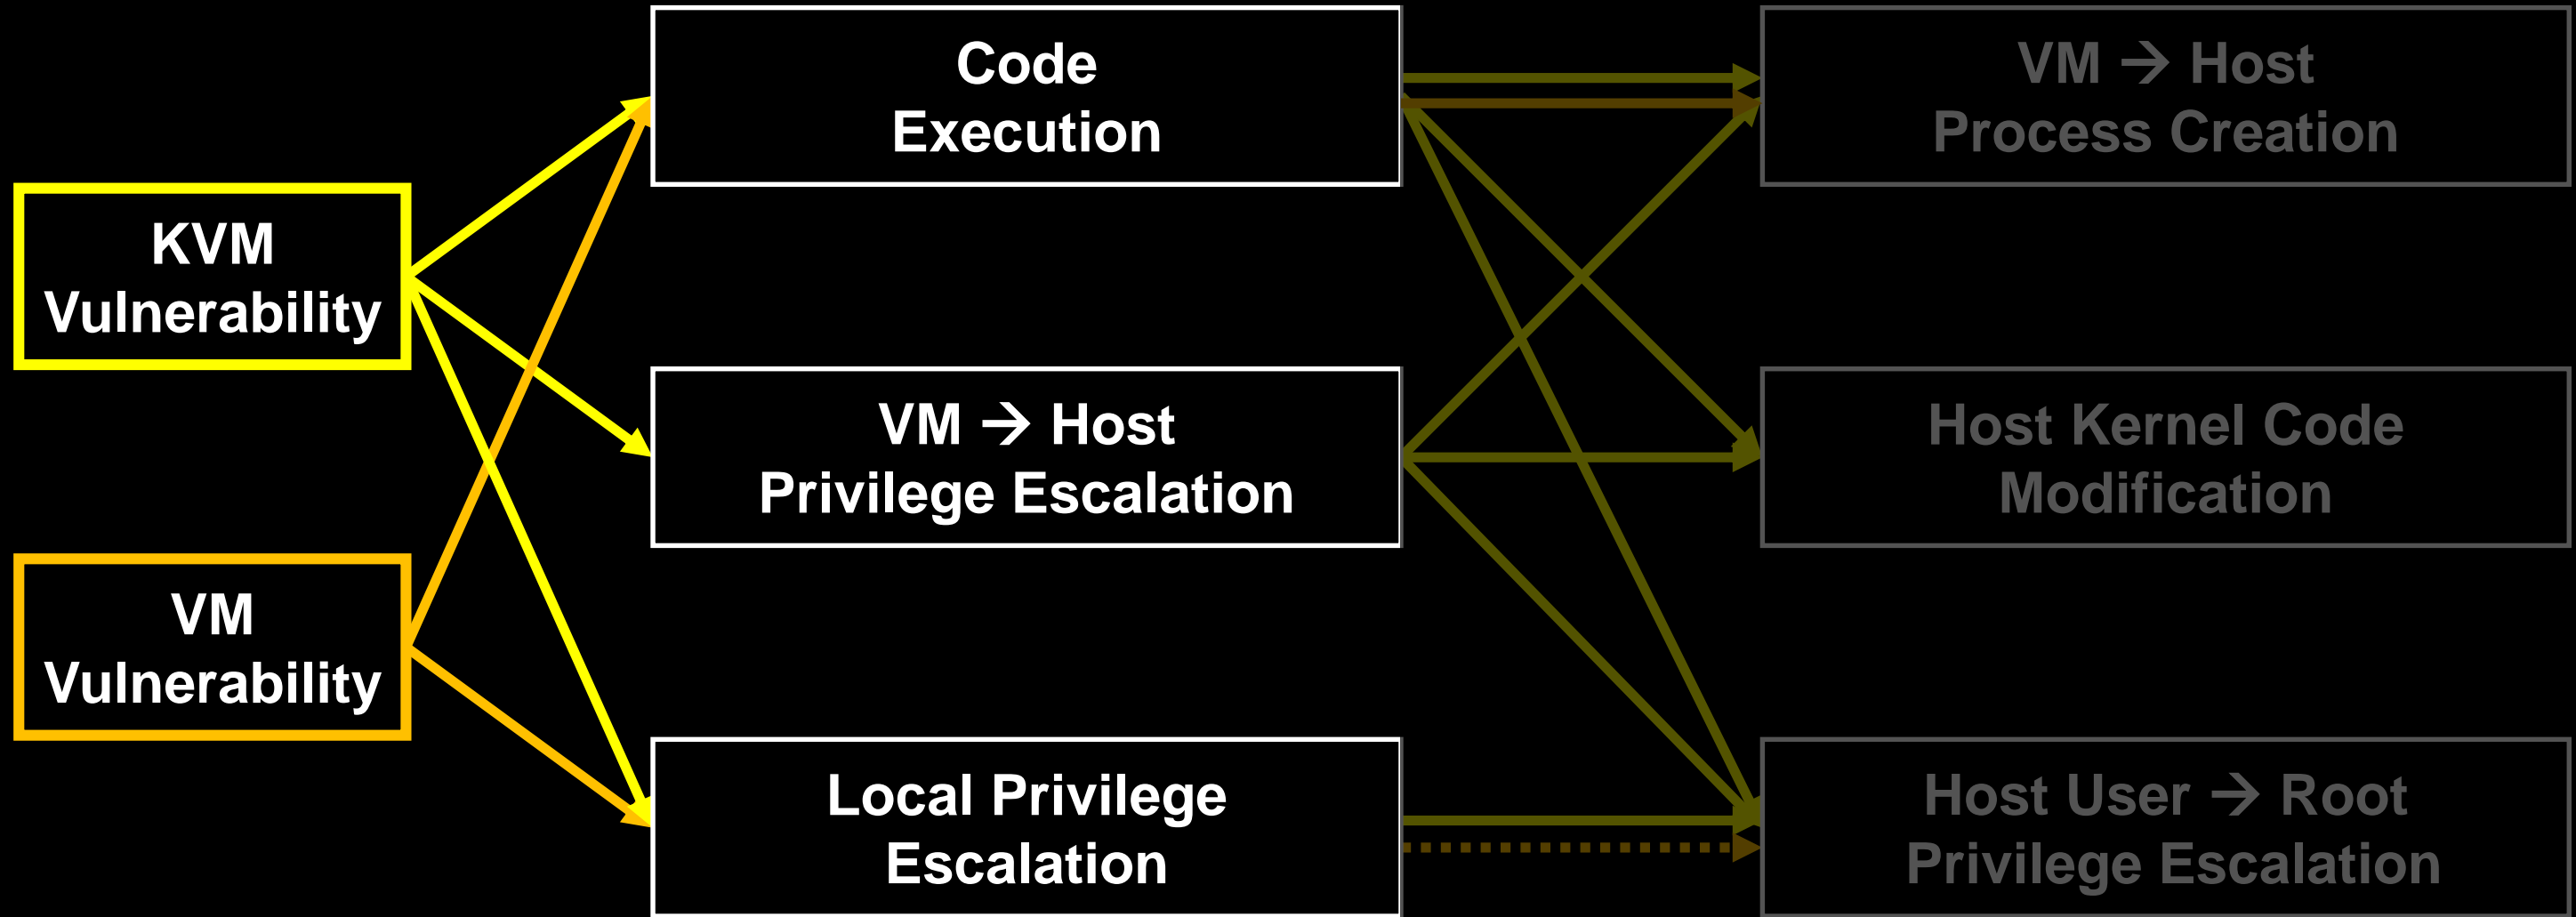 KVM
Vulnerability
VM
Vulnerability
Code
Execution
VM → Host
Privilege Escalation
Local Privilege
Escalation
VM → Host
Process Creation
Host Kernel Code
Modification
Host User → Root
Privilege Escalation